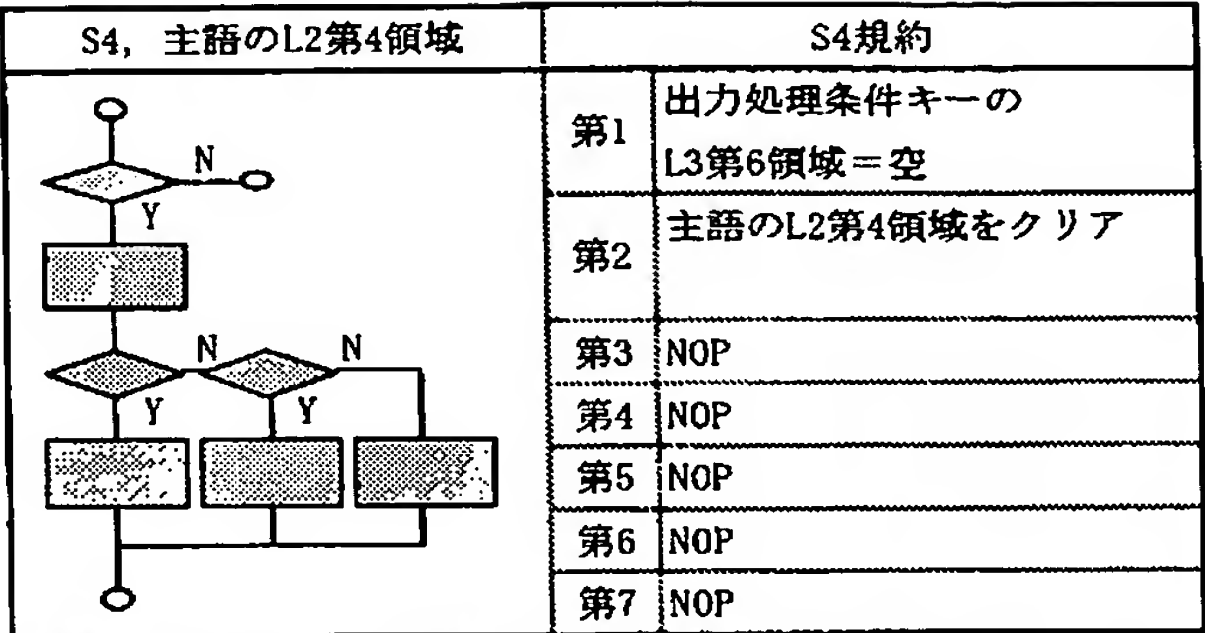 S4, 主語のL2第4領域
S4規約
N
Y
N
N
Y
Y
第1
出力処理条件キーの
L3第6領域＝空
第2
主語のL2第4領域をクリア
第3 NOP
第4 NOP
第5 NOP
第6 NOP
第7 NOP